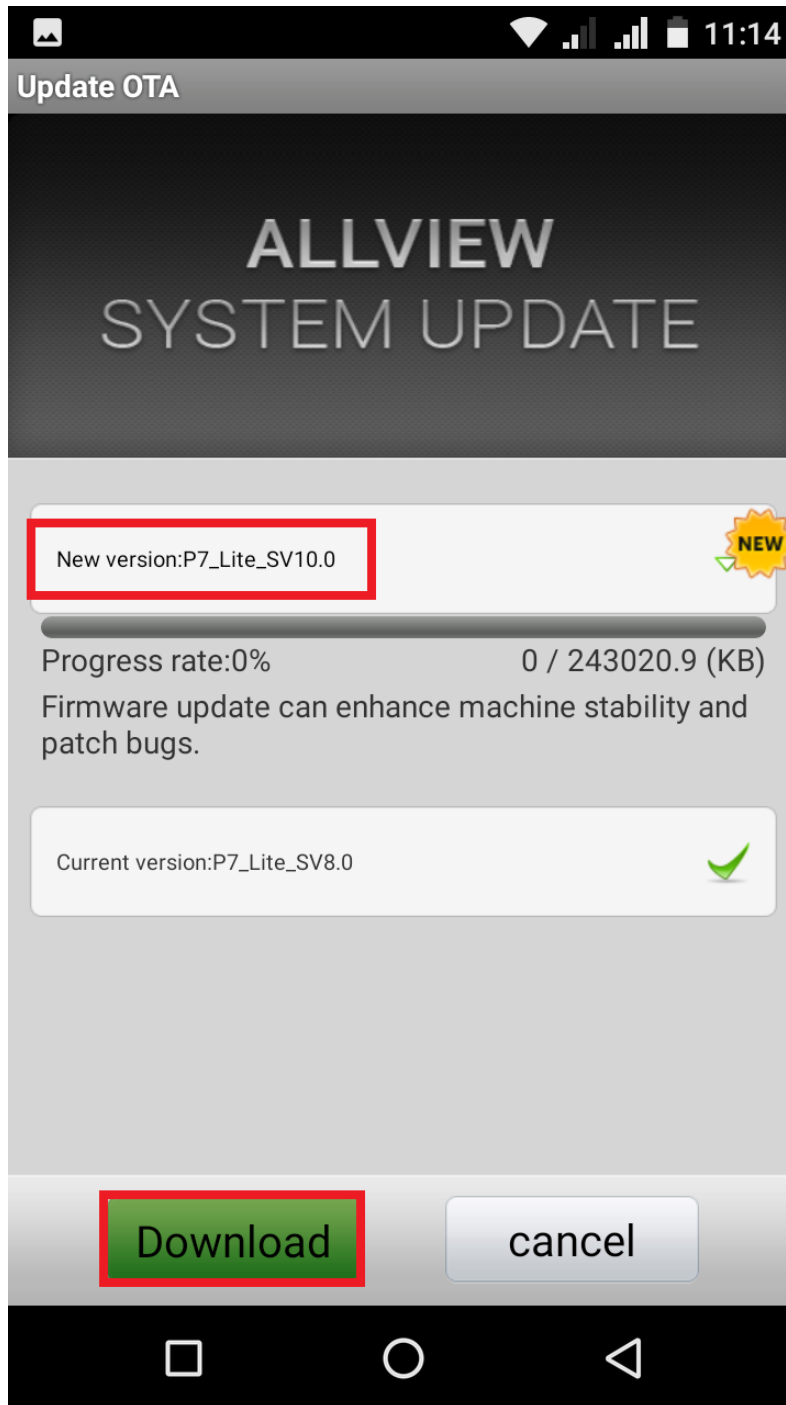 11:14
Update OTA
ALLVIEW
SYSTEM UPDATE
New version:P7_Lite_SV10.0
NEW
Progress rate:0% 0 / 243020.9 (KB)
Firmware update can enhance machine stability and
patch bugs.
Current version:P7_Lite_SV8.0
Download cancel